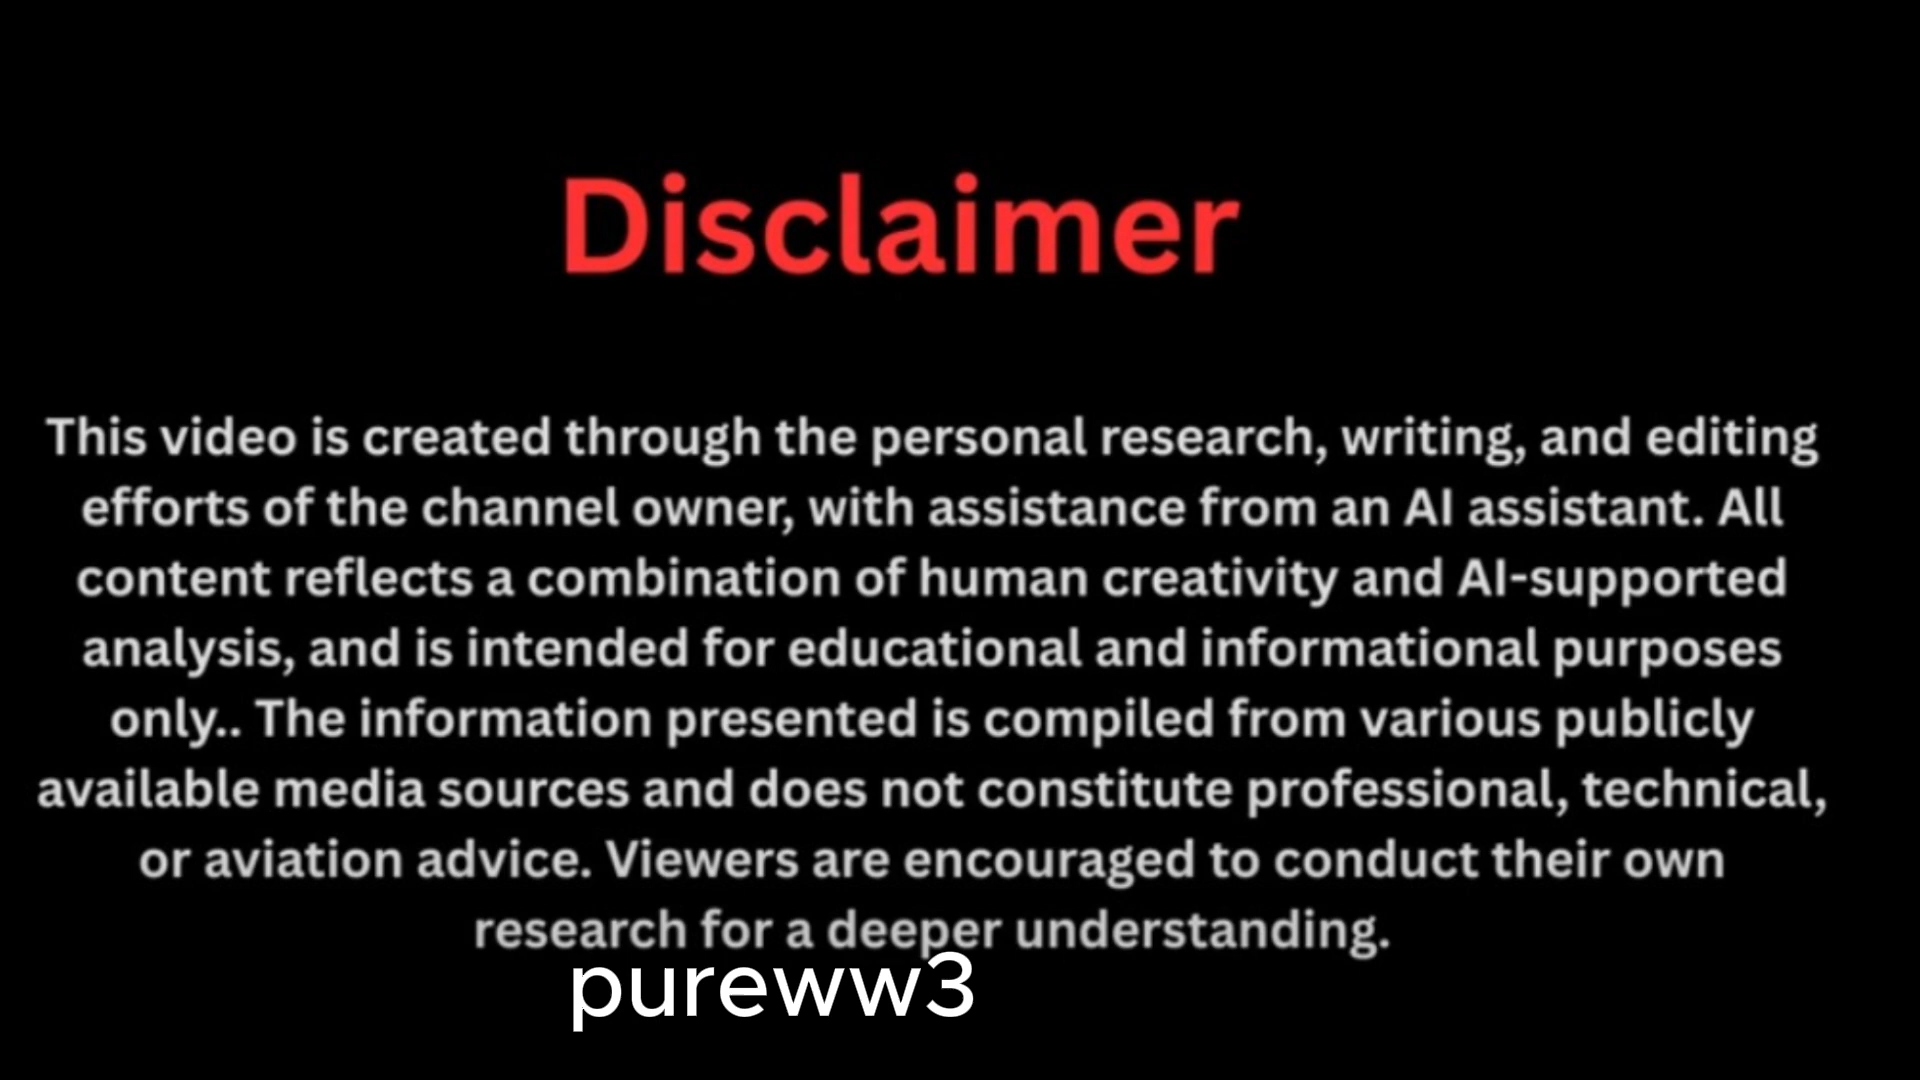 Disclaimer
This video is created through the personal research, writing, and editing
efforts of the channel owner, with assistance from an AI assistant. All
content reflects a combination of human creativity and AI-supported
analysis, and is intended for educational and informational purposes
only.. The information presented is compiled from various publicly
available media sources and does not constitute professional, technical,
or aviation advice. Viewers are encouraged to conduct their own
research for a deeper understanding.
pureww3